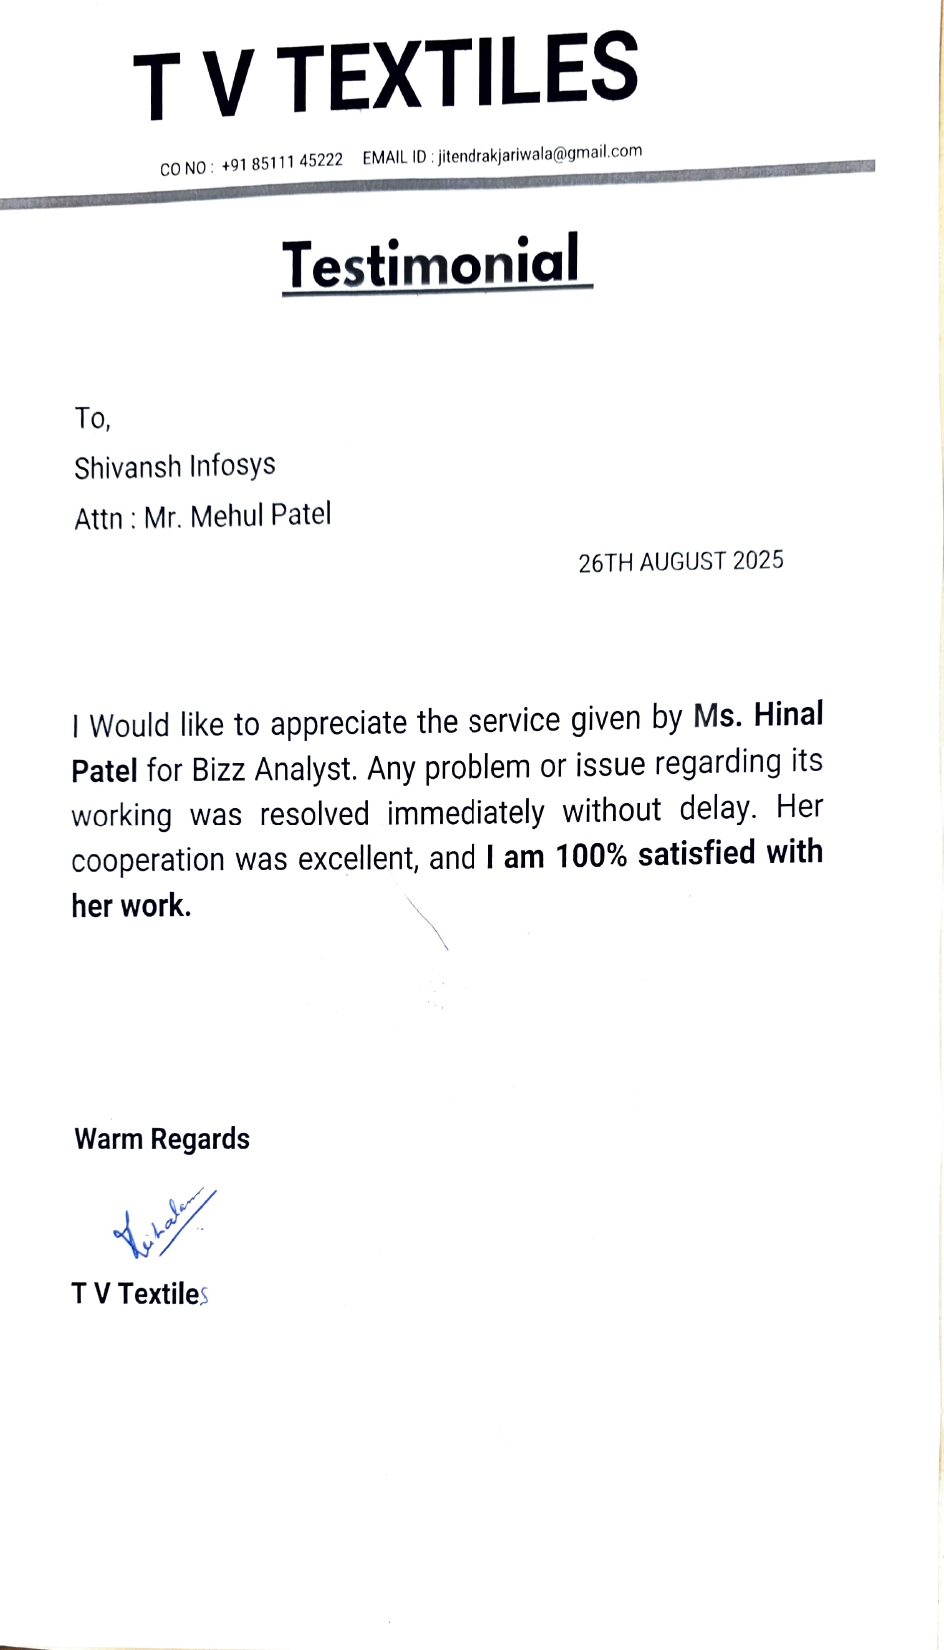 T V TEXTILES
CO NO : +91 85111 45222 EMAIL ID : jitendrakjariwala@gmail.com
Testimonial
To,
Shivansh Infosys
Attn : Mr. Mehul Patel
26TH AUGUST 2025
I Would like to appreciate the service given by Ms. Hinal
Patel for Bizz Analyst. Any problem or issue regarding its
working was resolved immediately without delay. Her
cooperation was excellent, and I am 100% satisfied with
her work.
Warm Regards
T V Textiles